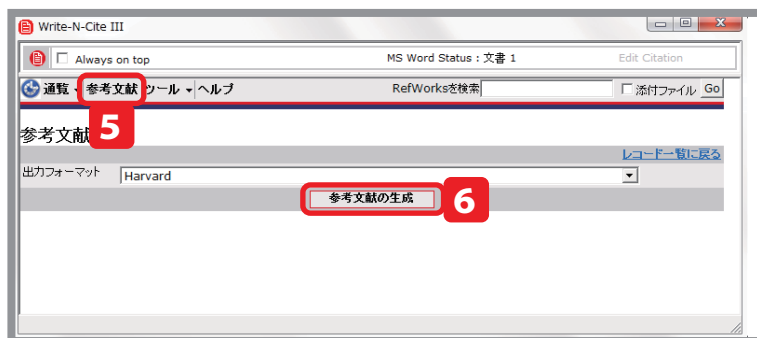 Write-N-Cite III
Always on top MS Word Status : 文書 1 Edit Citation
通覧 参考文献 ツール ヘルプ RefWorksを検索 添付ファイル Go
5
参考文献
レコード一覧に戻る
出力フォーマット Harvard
参考文献の生成 6